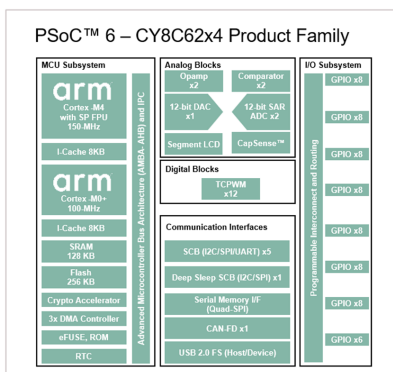 PSoC™ 6 – CY8C62x4 Product Family
MCU Subsystem
arm
Cortex -M4
with SP FPU
150-MHz
I-Cache 8KB
arm
Cortex -M0+
100-MHz
I-Cache 8KB
SRAM
128 KB
Flash
256 KB
Crypto Accelerator
3x DMA Controller
eFUSE, ROM
RTC
Advanced Microcontroller Bus Architecture (AMBA, AHB) and IPC
Analog Blocks
Opamp
x2
Comparator
x2
12-bit DAC
x1
12-bit SAR
ADC x2
Segment LCD
CapSense™
Digital Blocks
TCPWM
x12
Communication Interfaces
SCB (I2C/SPI/UART) x5
Deep Sleep SCB (I2C/SPI) x1
Serial Memory I/F
(Quad-SPI)
CAN-FD x1
USB 2.0 FS (Host/Device)
I/O Subsystem
Programmable Interconnect and Routing
GPIO x8
GPIO x8
GPIO x8
GPIO x8
GPIO x8
GPIO x8
GPIO x8
GPIO x6